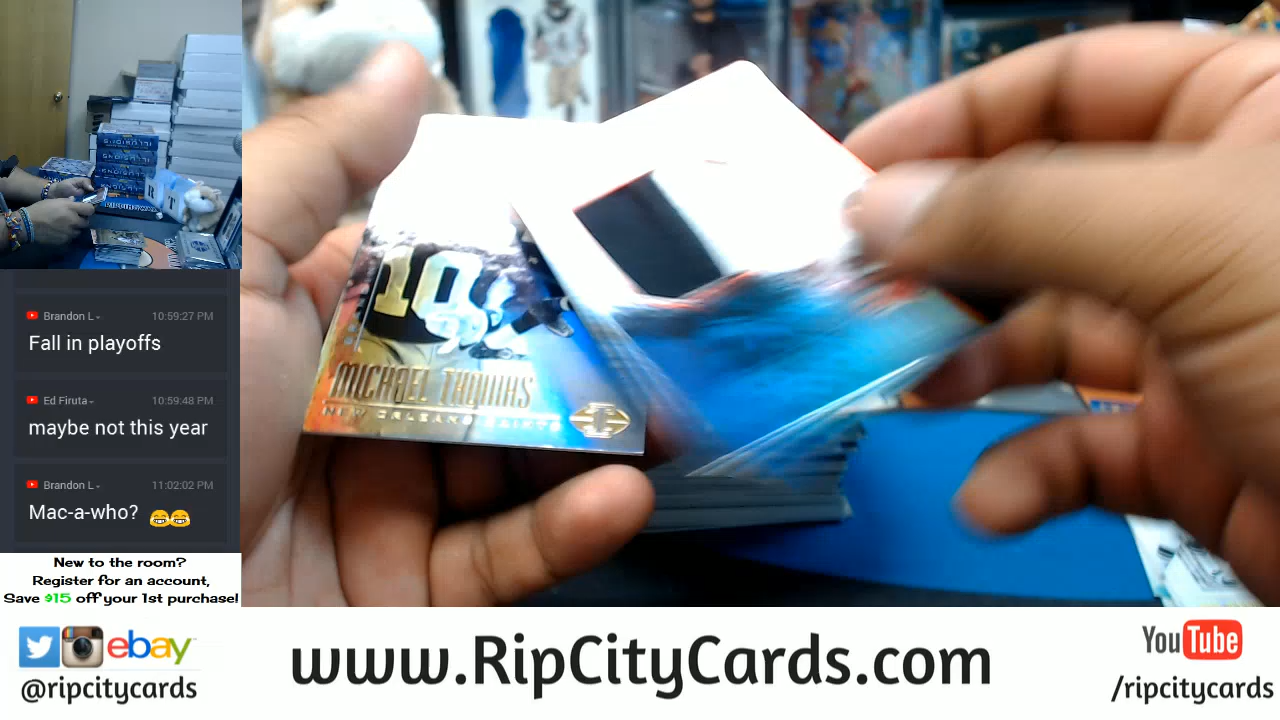 Brandon L
10:59:27 PM
Fall in playoffs
Ed Firuta
10:59:48 PM
maybe not this year
Brandon L
11:02:02 PM
Mac-a-who? 😂😂
New to the room?
Register for an account,
Save $15 off your 1st purchase!
10
MICHAEL THOMAS
NEW ORLEANS SAINTS
ebay
@ripcitycards
www.RipCityCards.com
YouTube
/ripcitycards